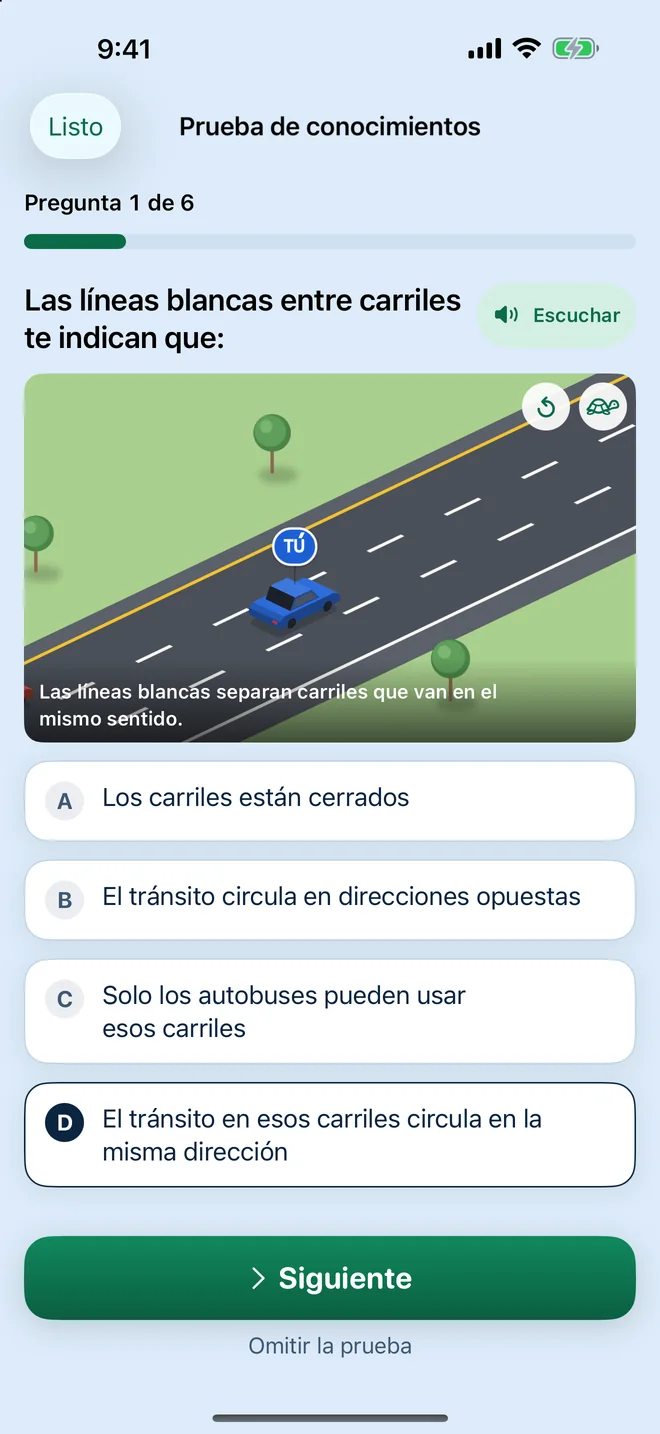 9:41
Listo
Prueba de conocimientos
Pregunta 1 de 6
Las líneas blancas entre carriles
te indican que:
Escuchar
TÚ
Las líneas blancas separan carriles que van en el
mismo sentido.
A
Los carriles están cerrados
B
El tránsito circula en direcciones opuestas
C
Solo los autobuses pueden usar
esos carriles
D
El tránsito en esos carriles circula en la
misma dirección
Siguiente
Omitir la prueba